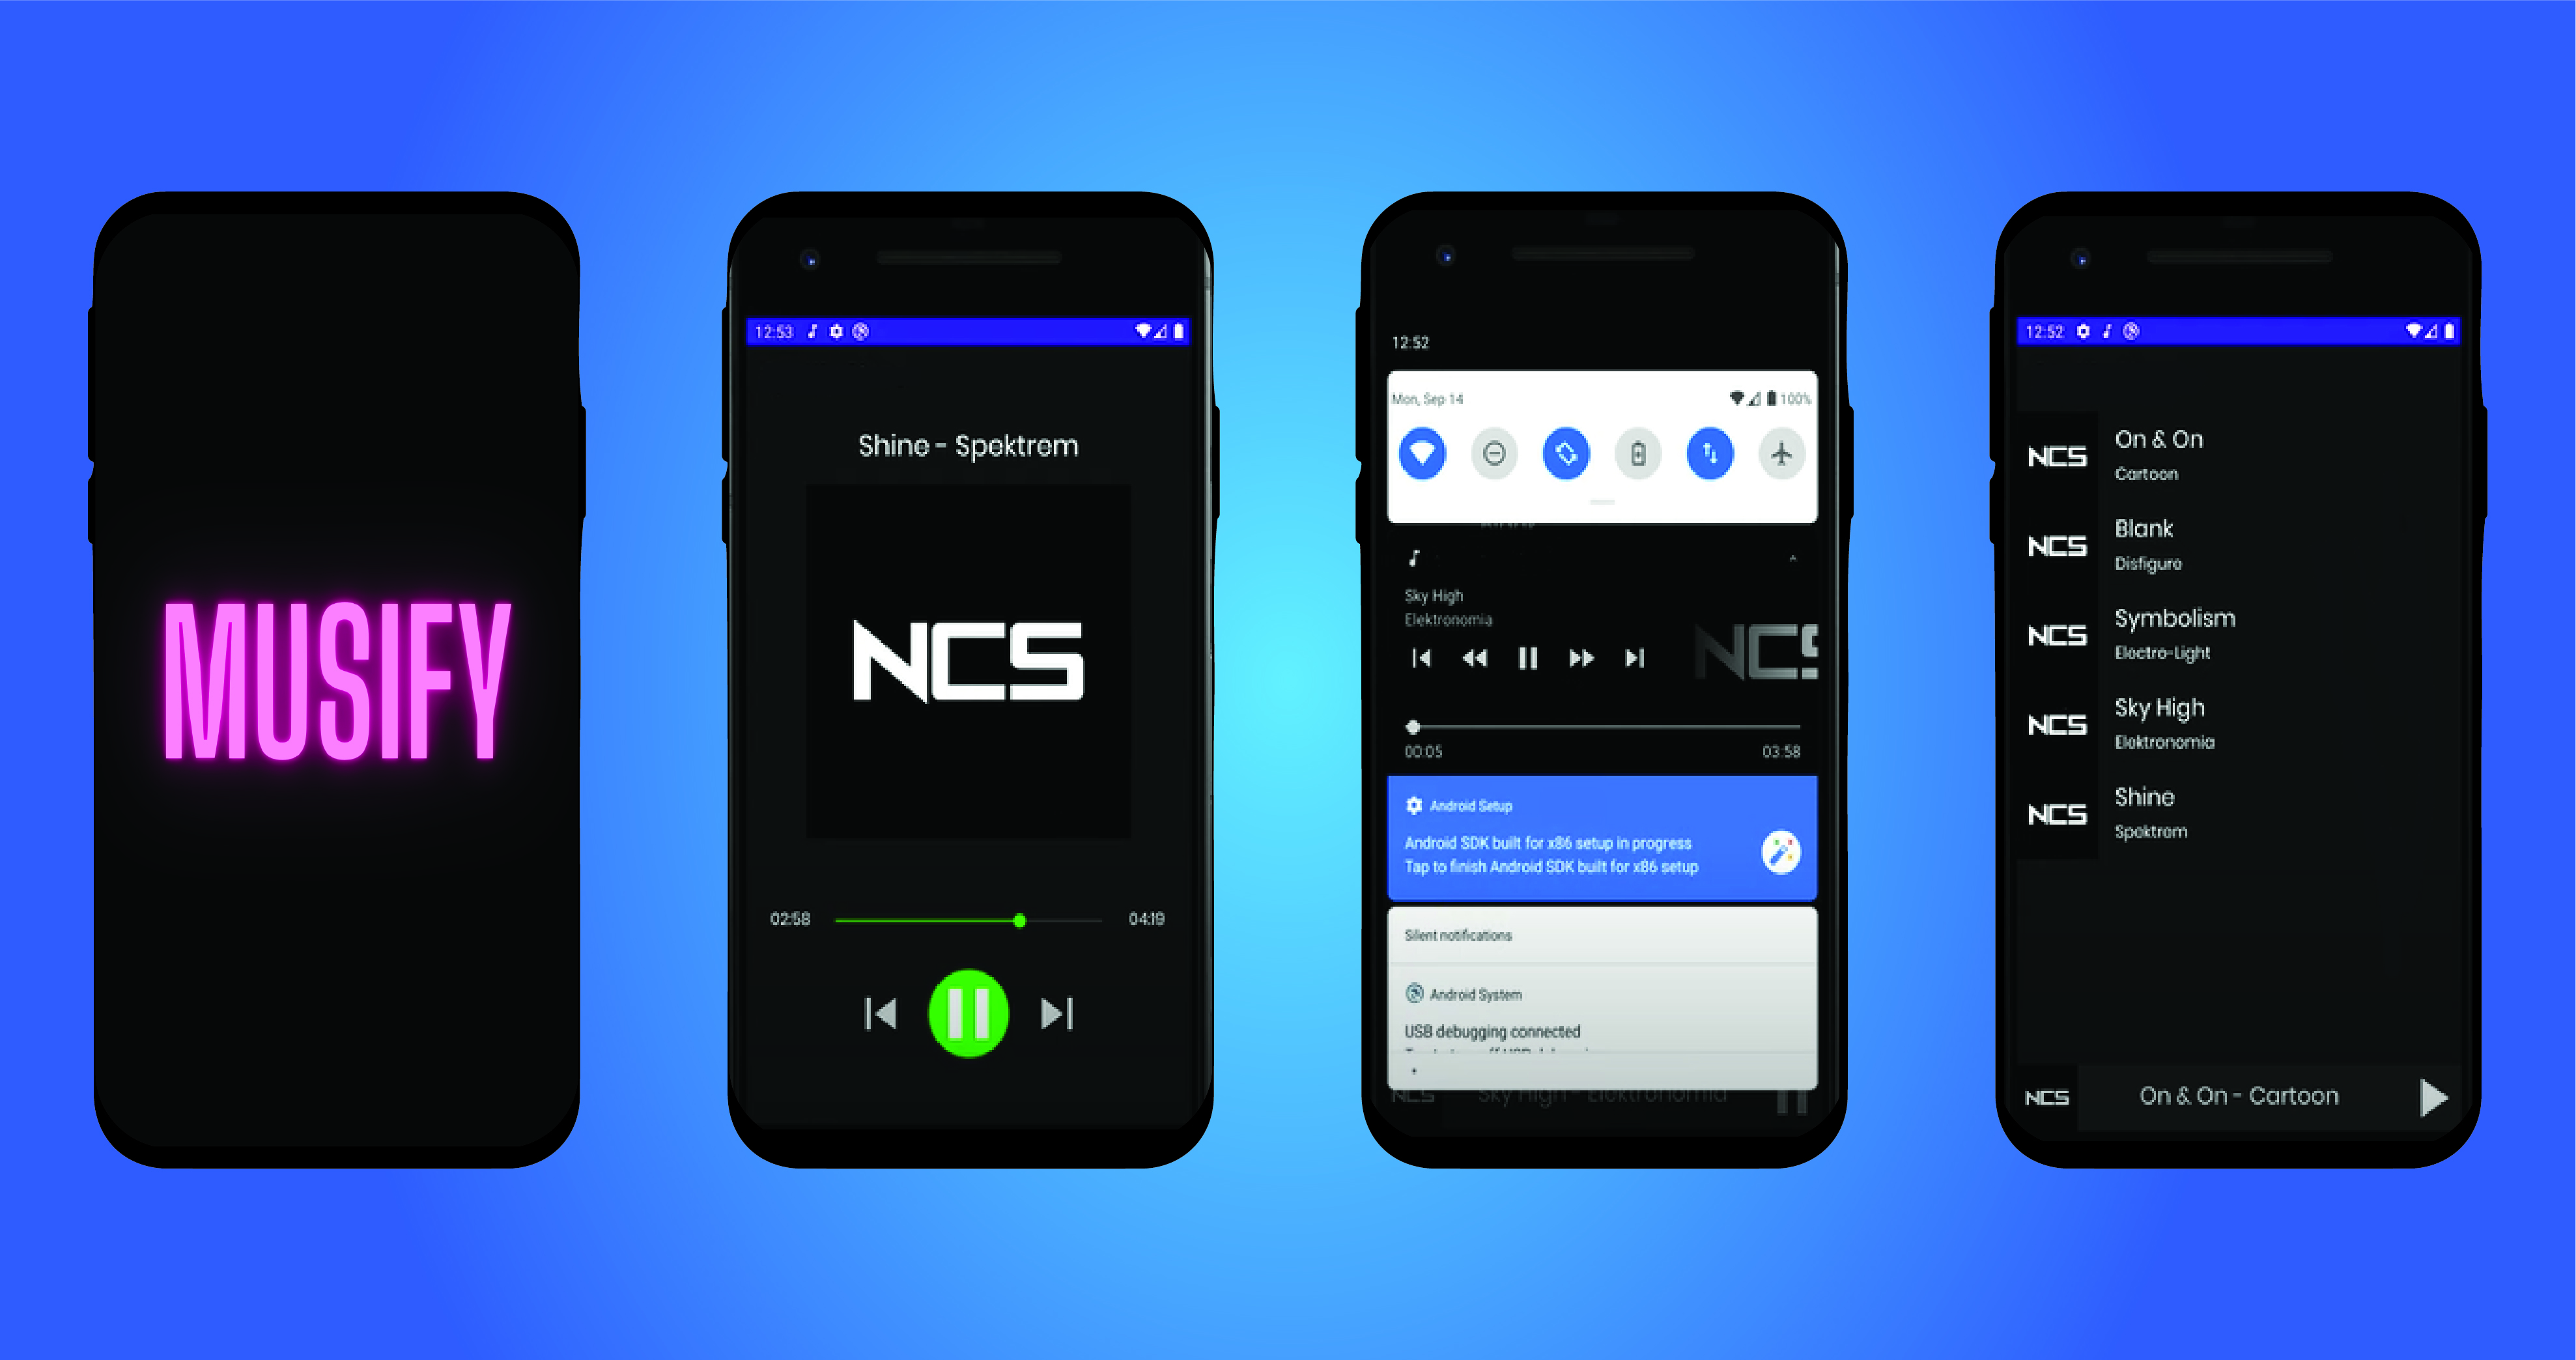 MUSIFY
12:53
Shine - Spektrem
NCS
02:58
04:19
12:52
Mon, Sep 14
100%
Sky High
Elektronomia
NCS
00:05
03:58
Android Setup
Android SDK built for x86 setup in progress
Tap to finish Android SDK built for x86 setup
Silent notifications
Android System
USB debugging connected
NCS
Sky High - Elektronomia
12:52
NCS
On & On
Cartoon
NCS
Blank
Disfigure
NCS
Symbolism
Electro-Light
NCS
Sky High
Elektronomia
NCS
Shine
Spektrem
NCS
On & On - Cartoon